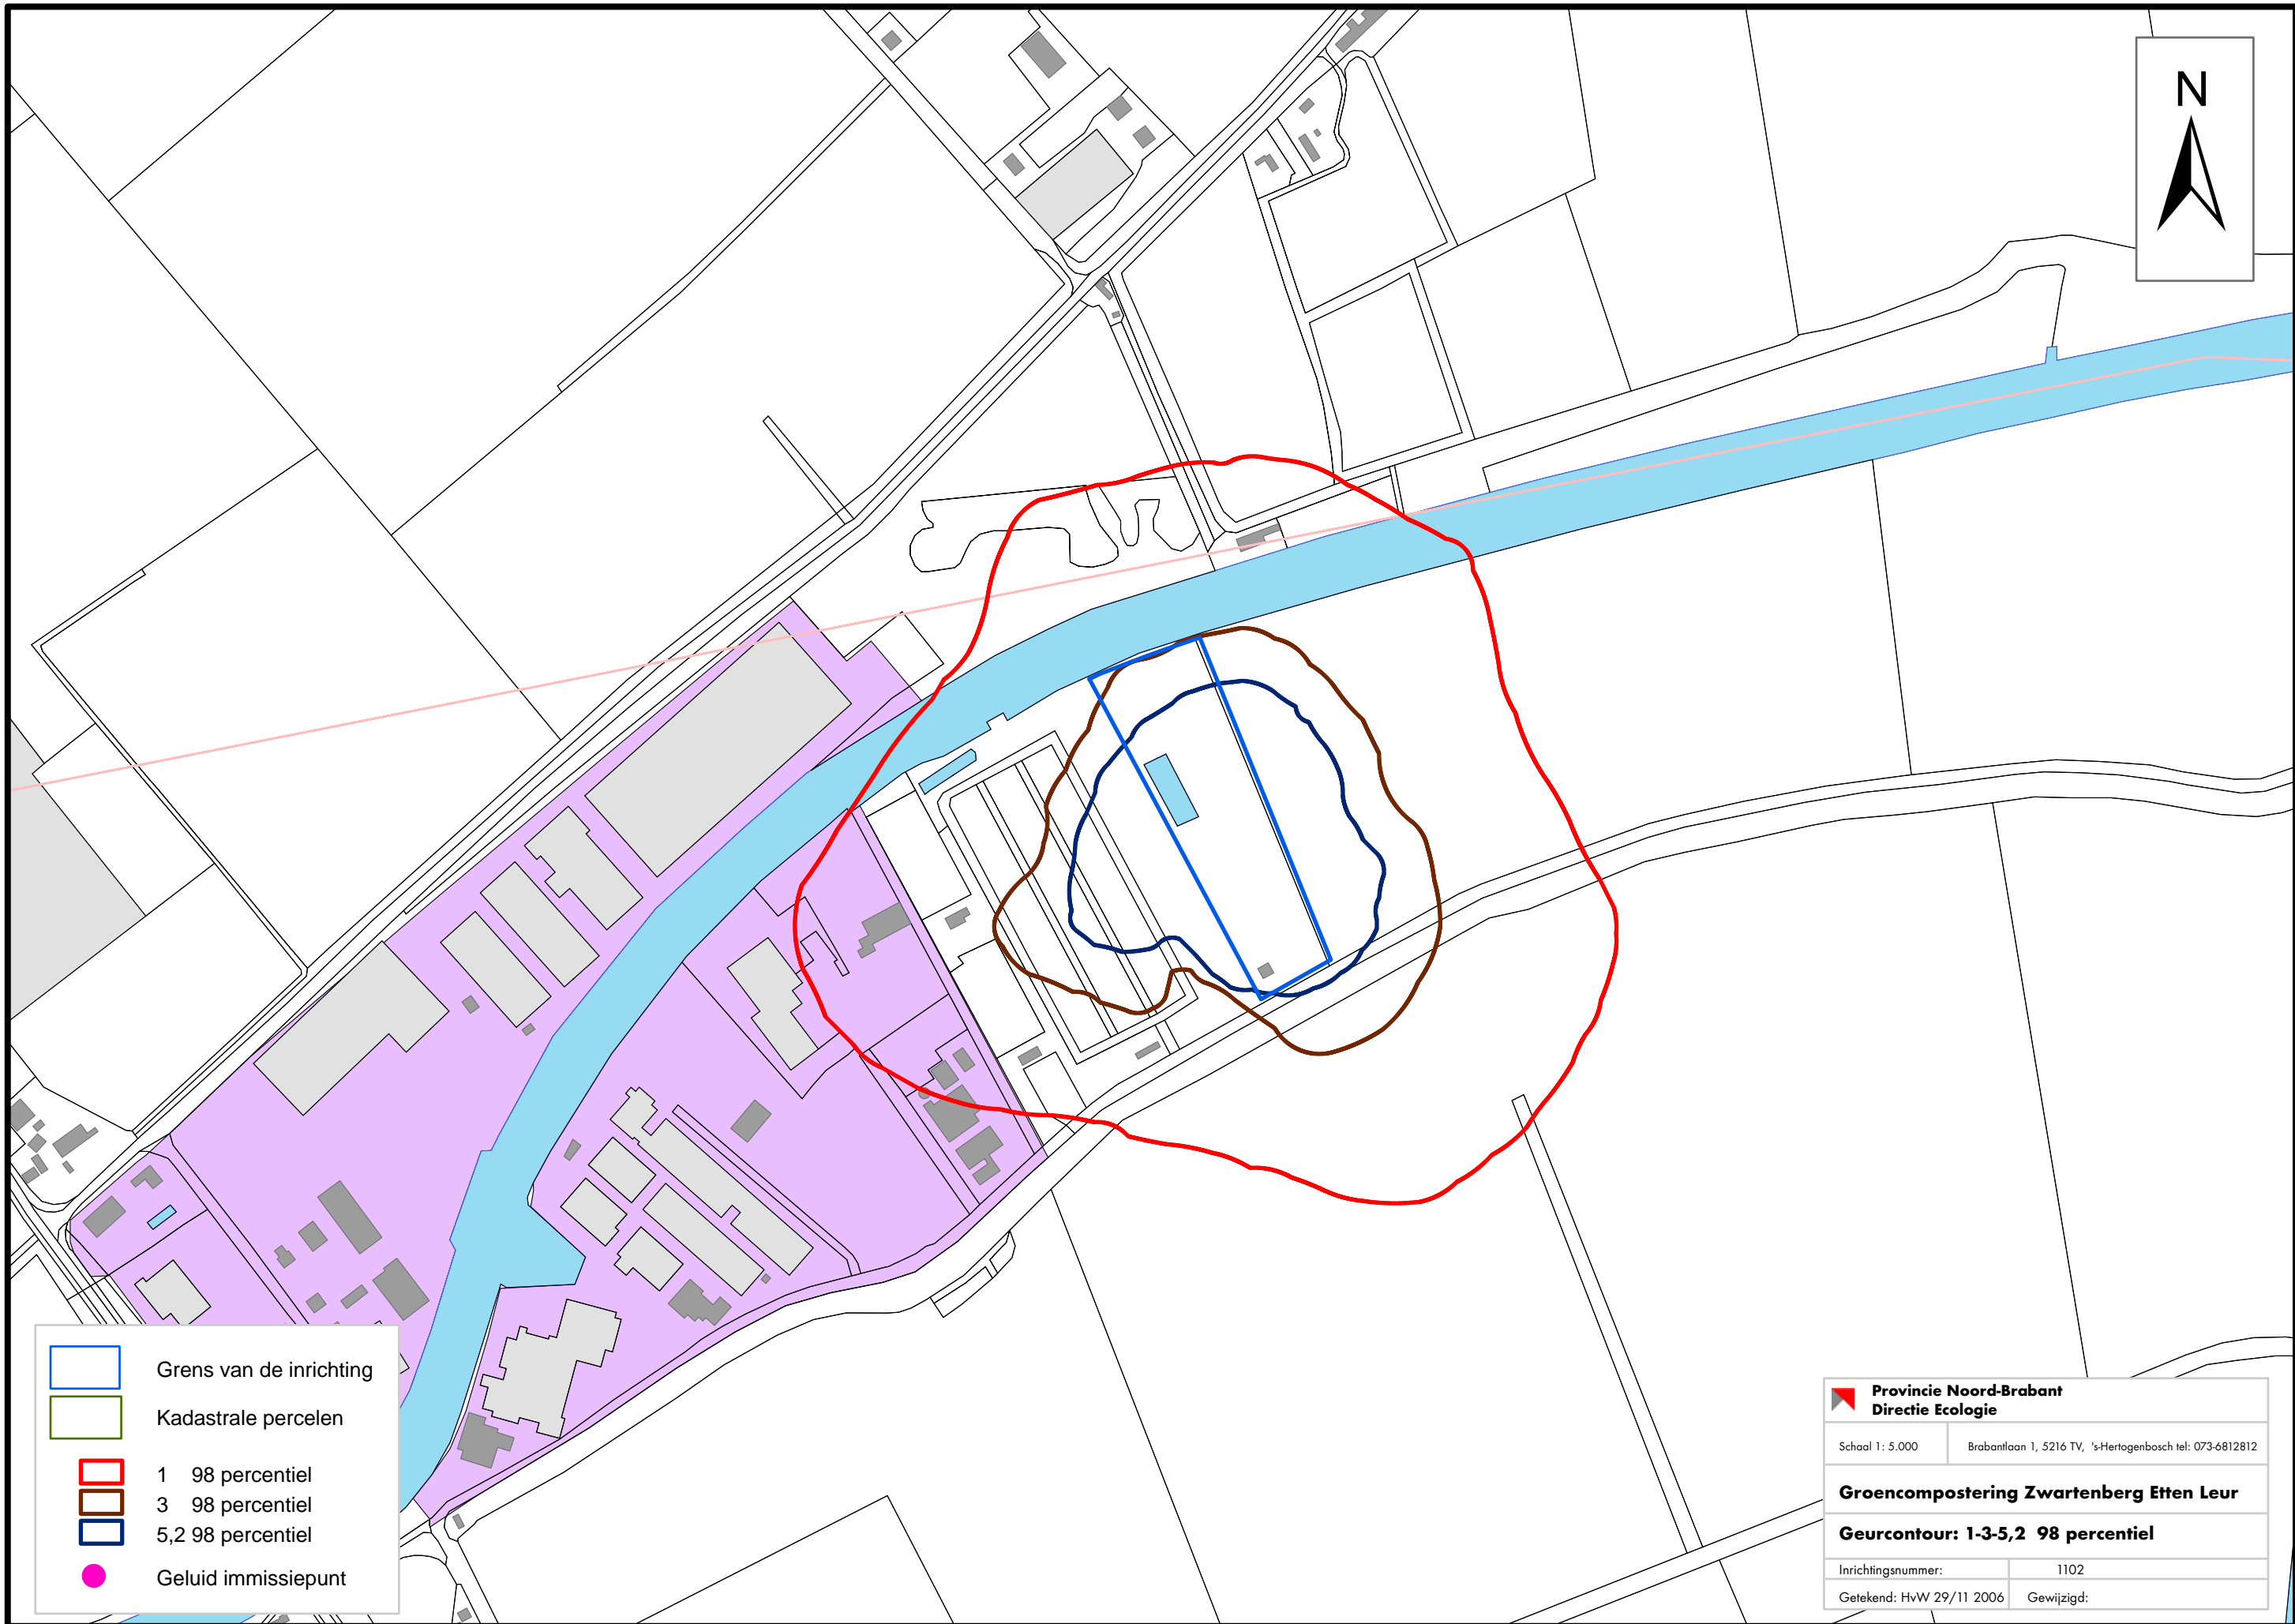 N
Grens van de inrichting
Kadastrale percelen
1 98 percentiel
3 98 percentiel
5,2 98 percentiel
Geluid immissiepunt
Provincie Noord-Brabant
Directie Ecologie
Schaal 1: 5.000
Brabantlaan 1, 5216 TV, 's-Hertogenbosch tel: 073-6812812
Groencompostering Zwartenberg Etten Leur
Geurcontour: 1-3-5,2 98 percentiel
Inrichtingsnummer: 1102
Getekend: HvW 29/11 2006 Gewijzigd: